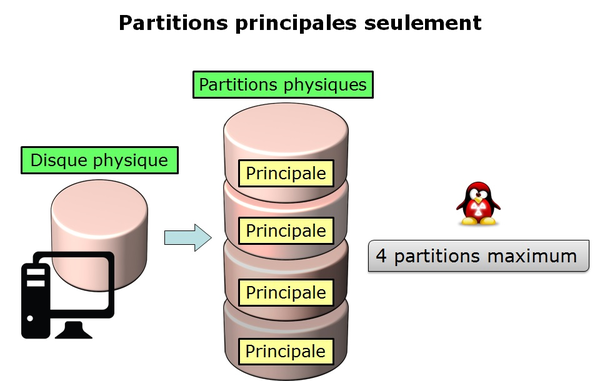 Partitions principales seulement
Partitions physiques
Disque physique
Principale
Principale
Principale
Principale
4 partitions maximum